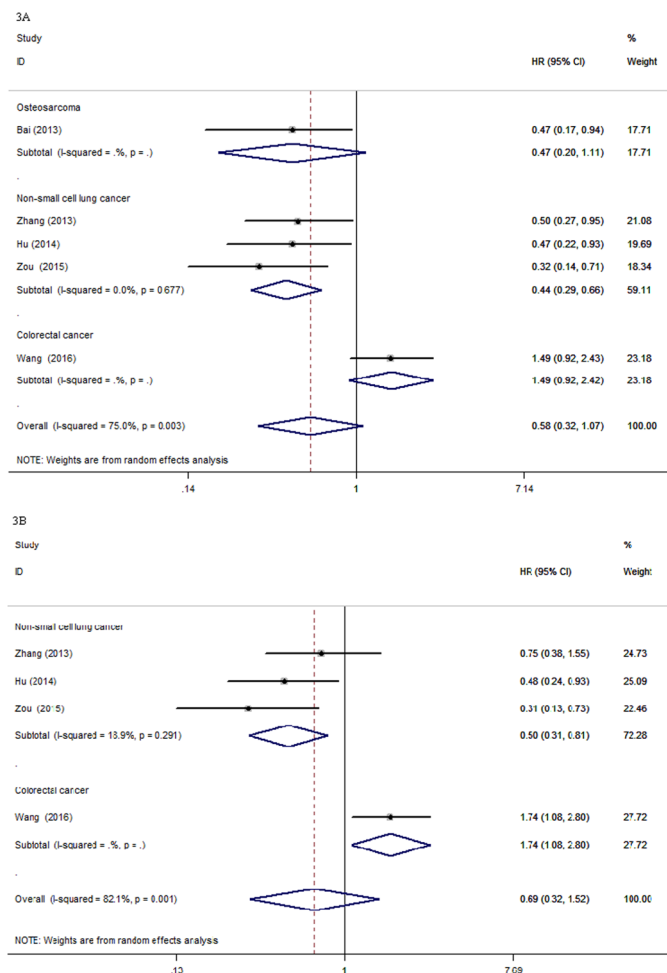 3A
Study %
ID HR (95% CI) Weight
Osteosarcoma
Bai (2013) 0.47 (0.17, 0.94) 17.71
Subtotal (I-squared = .%, p = .) 0.47 (0.20, 1.11) 17.71
.
Non-small cell lung cancer
Zhang (2013) 0.50 (0.27, 0.95) 21.08
Hu (2014) 0.47 (0.22, 0.93) 19.69
Zou (2015) 0.32 (0.14, 0.71) 18.34
Subtotal (I-squared = 0.0%, p = 0.677) 0.44 (0.29, 0.66) 59.11
.
Colorectal cancer
Wang (2016) 1.49 (0.92, 2.43) 23.18
Subtotal (I-squared = .%, p = .) 1.49 (0.92, 2.42) 23.18
.
Overall (I-squared = 75.0%, p = 0.003) 0.58 (0.32, 1.07) 100.00
NOTE: Weights are from random effects analysis
.14 1 7.14
3B
Study %
ID HR (95% CI) Weight
Non-small cell lung cancer
Zhang (2013) 0.75 (0.38, 1.55) 24.73
Hu (2014) 0.48 (0.24, 0.93) 25.09
Zou (2015) 0.31 (0.13, 0.73) 22.46
Subtotal (I-squared = 18.9%, p = 0.291) 0.50 (0.31, 0.81) 72.28
.
Colorectal cancer
Wang (2016) 1.74 (1.08, 2.80) 27.72
Subtotal (I-squared = .%, p = .) 1.74 (1.08, 2.80) 27.72
.
Overall (I-squared = 82.1%, p = 0.001) 0.69 (0.32, 1.52) 100.00
NOTE: Weights are from random effects analysis
.13 1 7.09